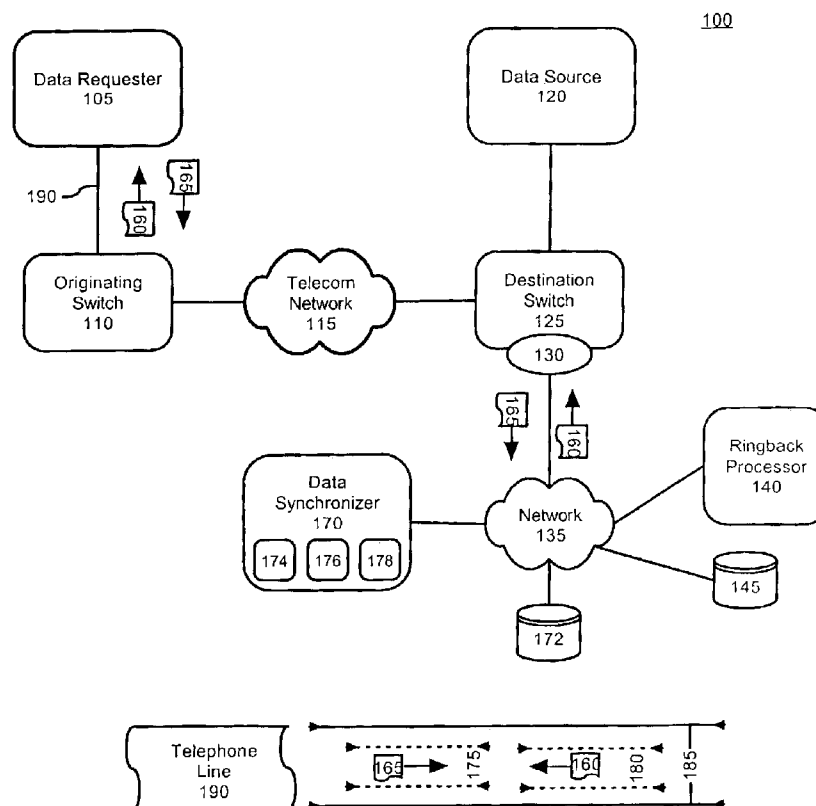 100
Data Requester
105
Data Source
120
190
160
165
Originating
Switch
110
Telecom
Network
115
Destination
Switch
125
130
165
160
Data
Synchronizer
170
174
176
178
Network
135
Ringback
Processor
140
145
172
Telephone
Line
190
165
175
160
180
185